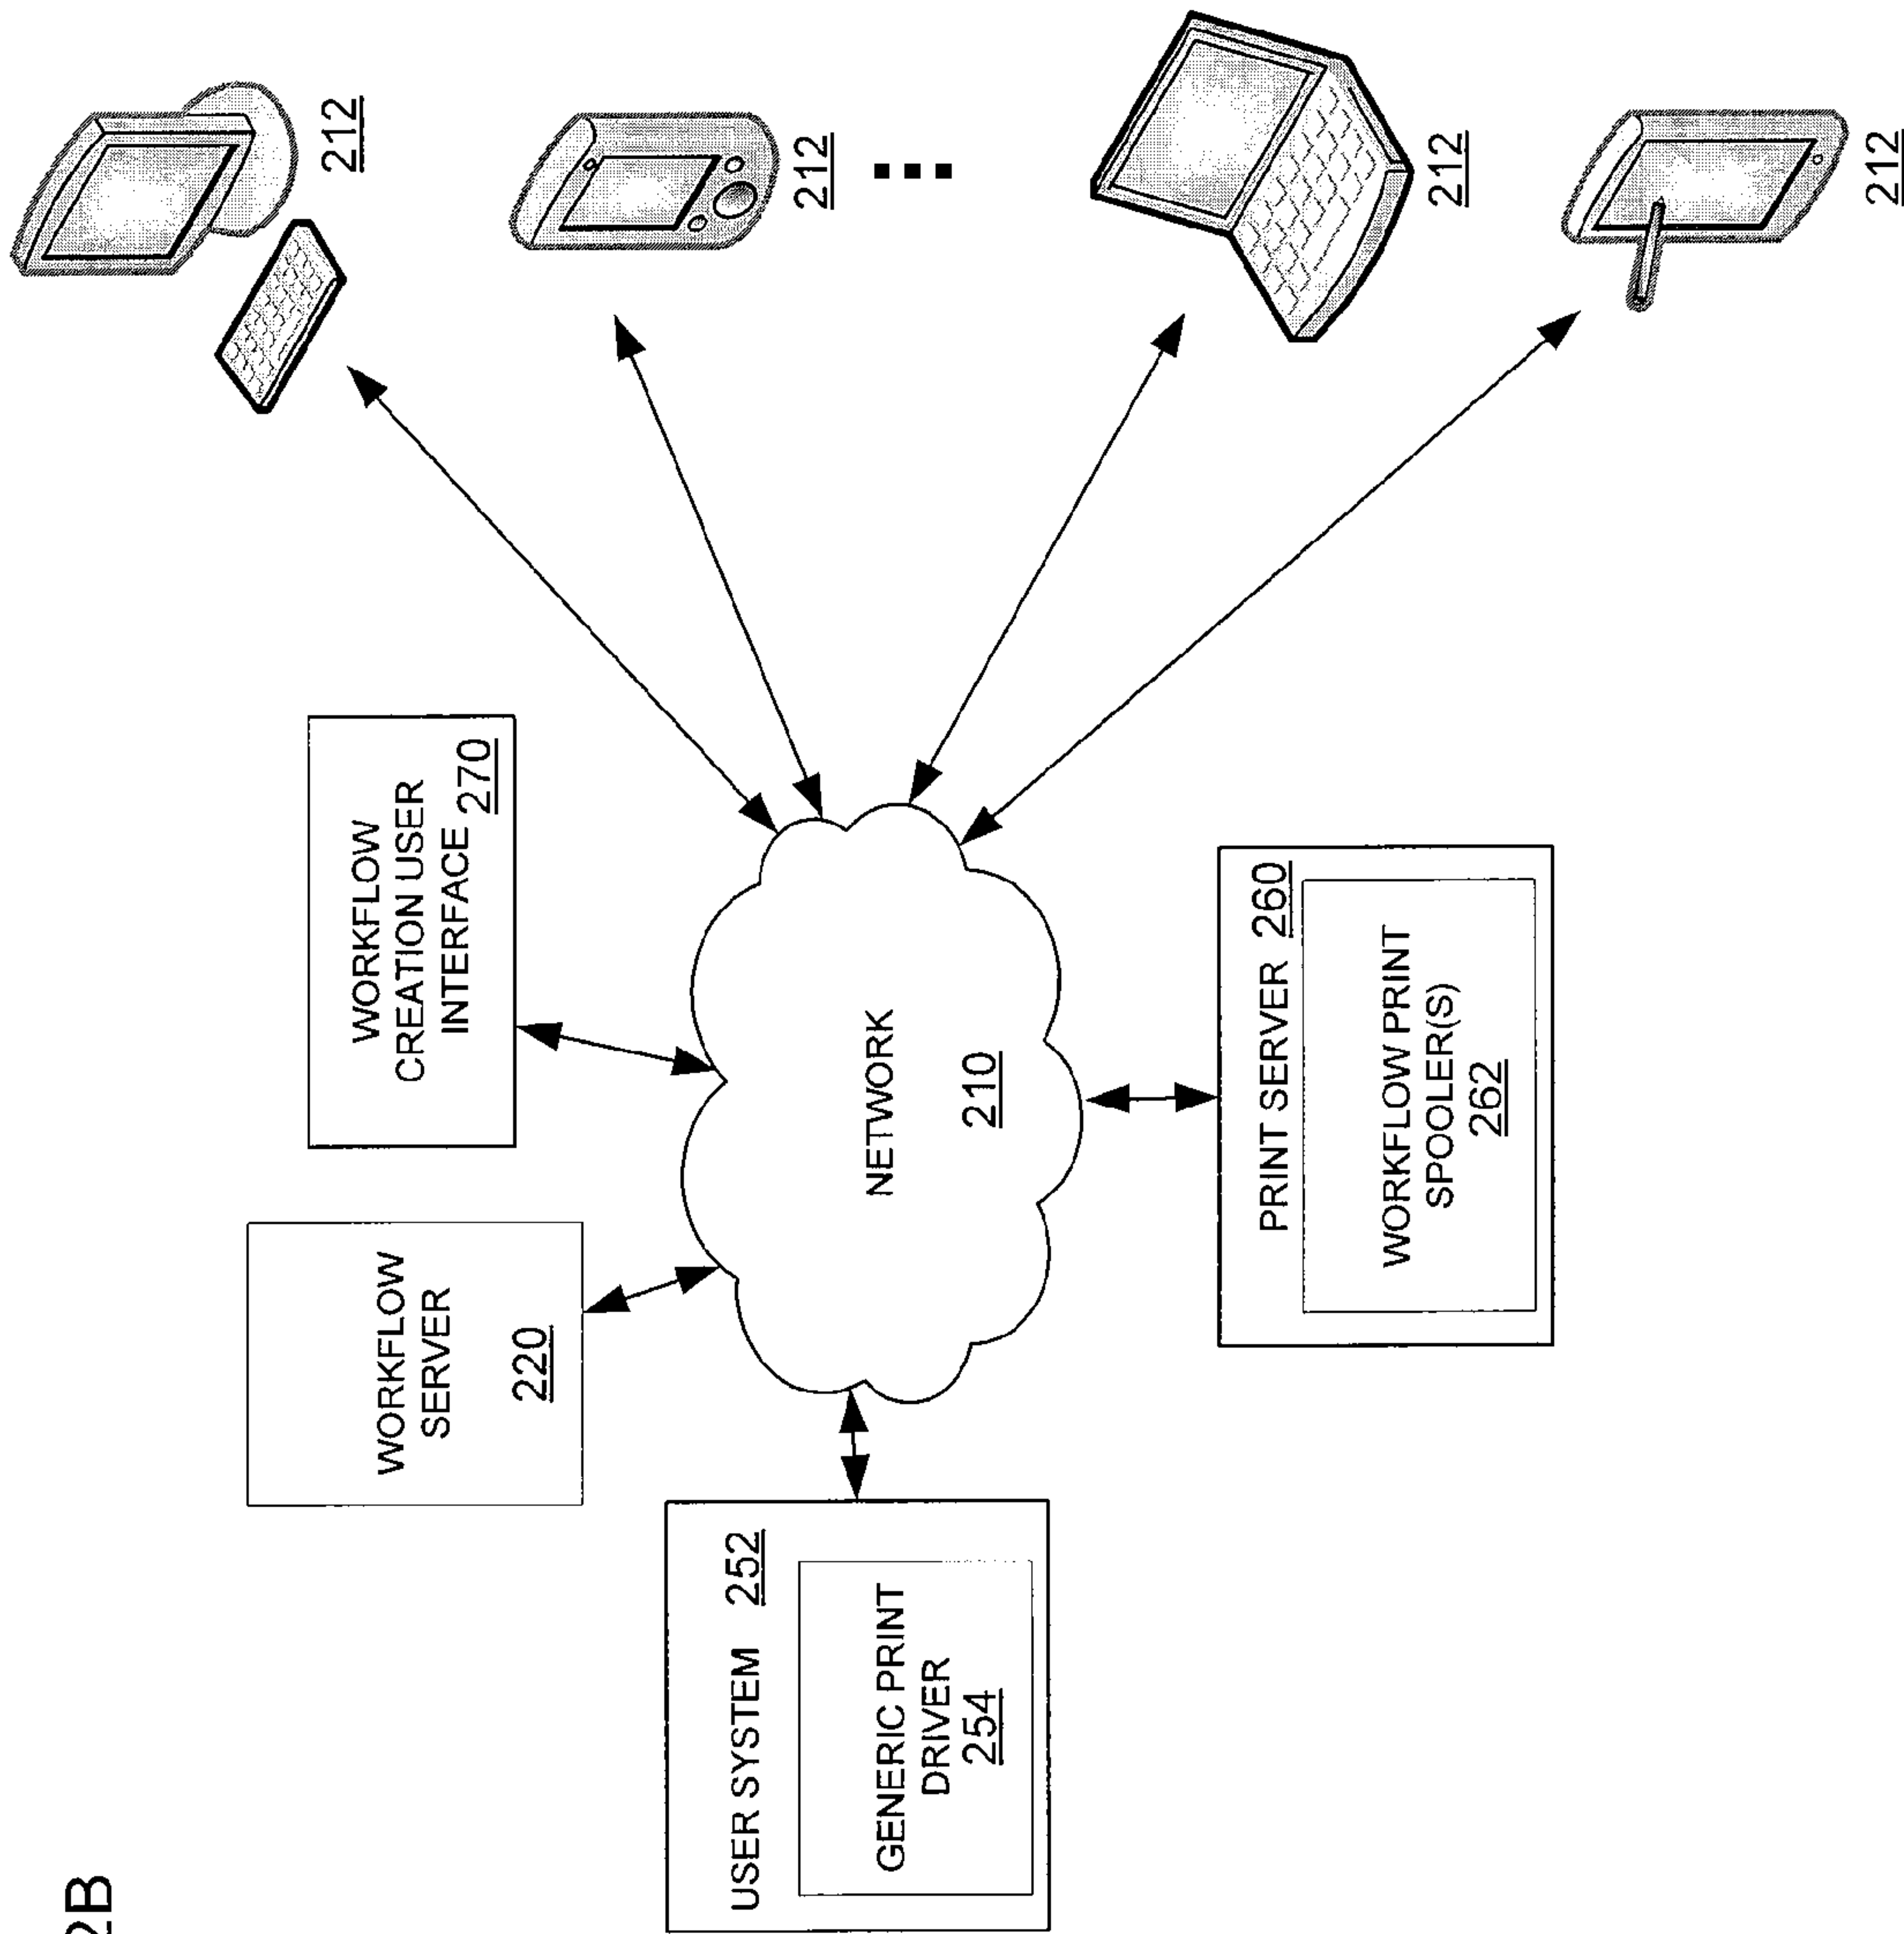 2B
WORKFLOW
SERVER
220
WORKFLOW
CREATION USER
INTERFACE 270
212
USER SYSTEM 252
GENERIC PRINT
DRIVER
254
NETWORK
210
212
212
PRINT SERVER 260
WORKFLOW PRINT
SPOOLER(S)
262
212